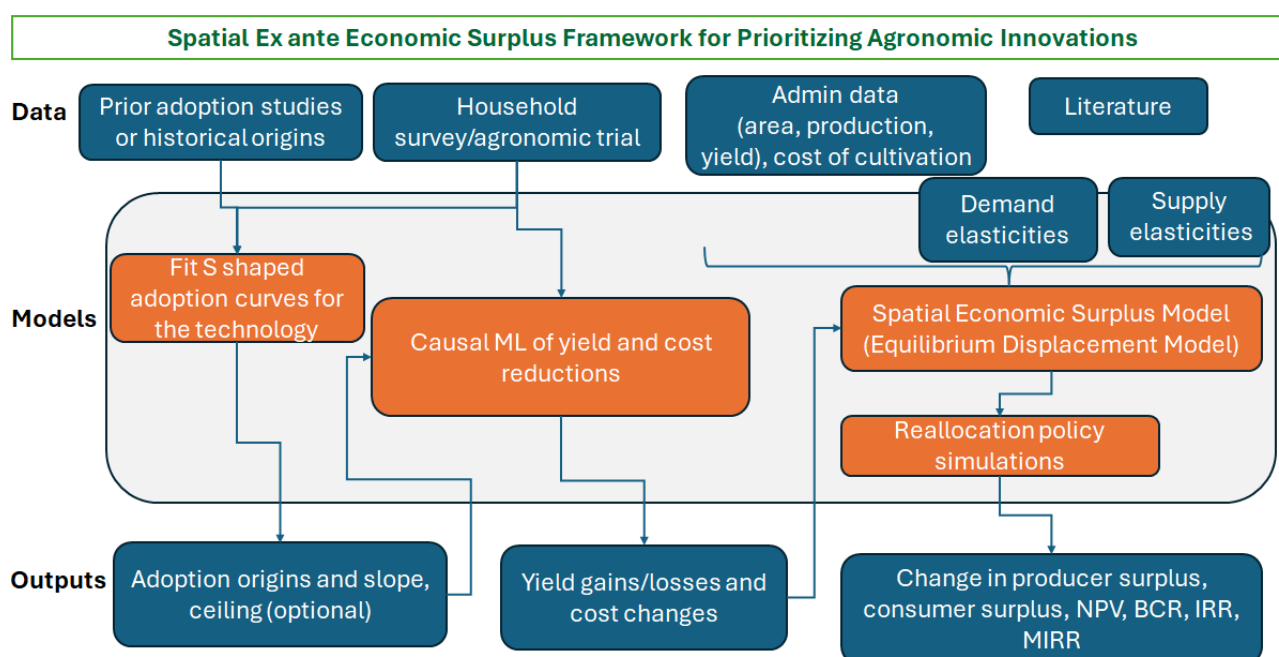 Spatial Ex ante Economic Surplus Framework for Prioritizing Agronomic Innovations
Data
Prior adoption studies
or historical origins
Household
survey/agronomic trial
Admin data
(area, production,
yield), cost of cultivation
Literature
Demand
elasticities
Supply
elasticities
Models
Fit S shaped
adoption curves for
the technology
Causal ML of yield and cost
reductions
Spatial Economic Surplus Model
(Equilibrium Displacement Model)
Reallocation policy
simulations
Outputs
Adoption origins and slope,
ceiling (optional)
Yield gains/losses and
cost changes
Change in producer surplus,
consumer surplus, NPV, BCR, IRR,
MIRR